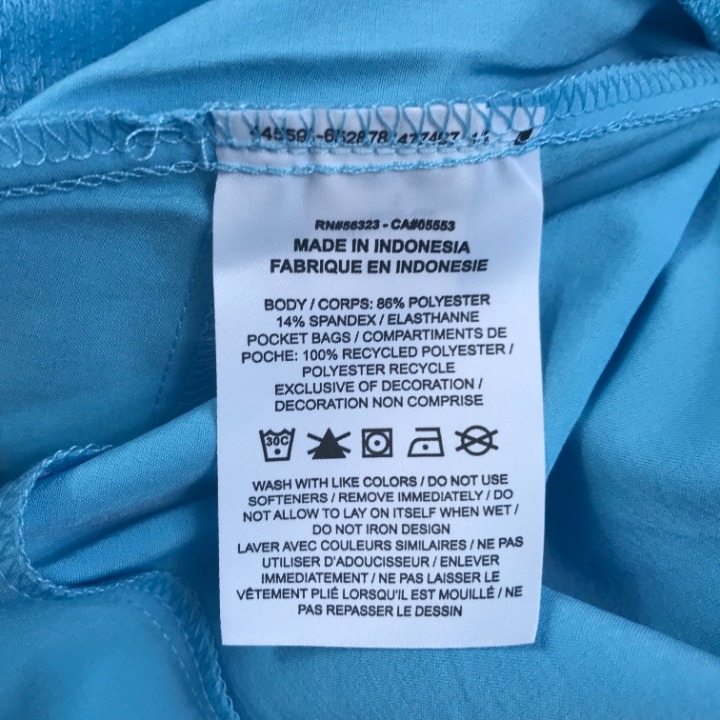 RN#56323 - CA#05553
MADE IN INDONESIA
FABRIQUE EN INDONESIE
BODY / CORPS: 86% POLYESTER
14% SPANDEX / ELASTHANNE
POCKET BAGS / COMPARTIMENTS DE
POCHE: 100% RECYCLED POLYESTER /
POLYESTER RECYCLE
EXCLUSIVE OF DECORATION /
DECORATION NON COMPRISE
30C
WASH WITH LIKE COLORS / DO NOT USE
SOFTENERS / REMOVE IMMEDIATELY / DO
NOT ALLOW TO LAY ON ITSELF WHEN WET /
DO NOT IRON DESIGN
LAVER AVEC COULEURS SIMILAIRES / NE PAS
UTILISER D'ADOUCISSEUR / ENLEVER
IMMEDIATEMENT / NE PAS LAISSER LE
VÊTEMENT PLIÉ LORSQU'IL EST MOUILLÉ / NE
PAS REPASSER LE DESSIN